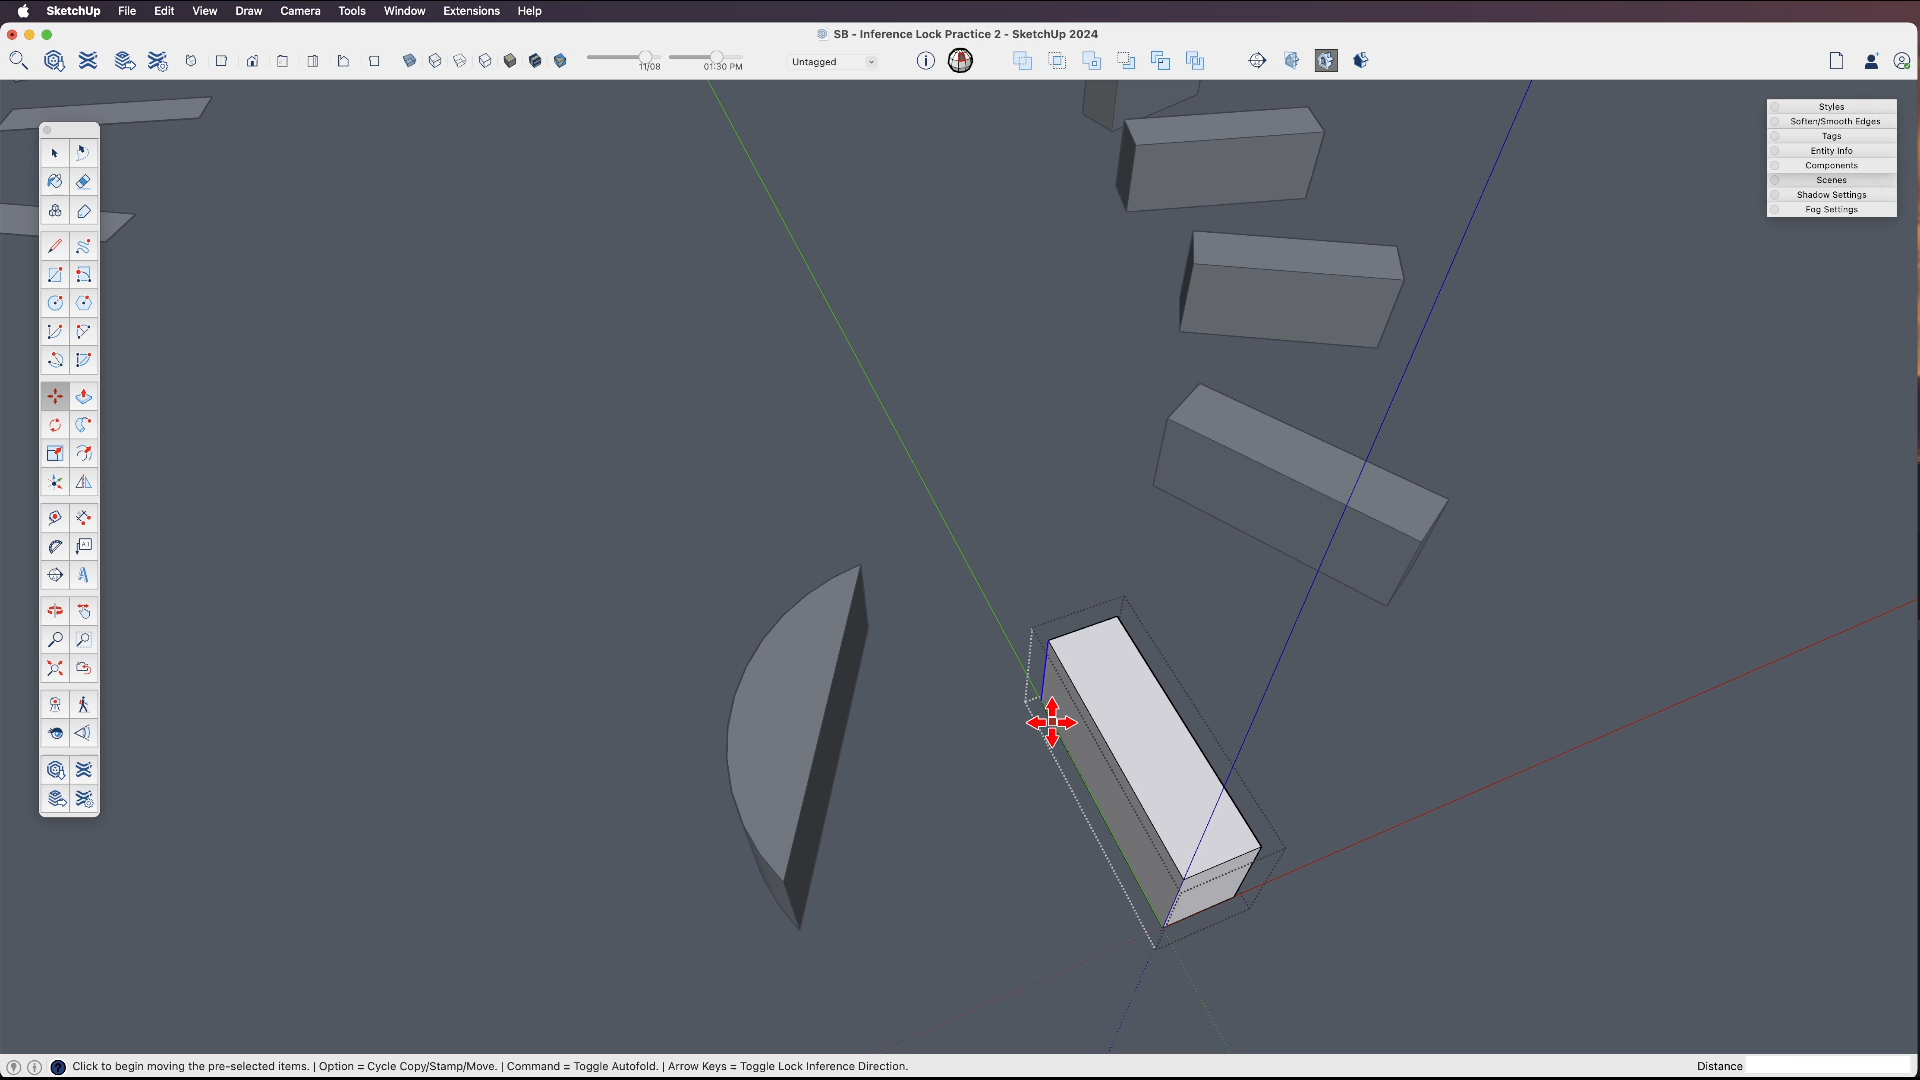 SketchUp File Edit View Draw Camera Tools Window Extensions Help
SB - Inference Lock Practice 2 - SketchUp 2024
11/08
01:30 PM
Untagged
Styles
Soften/Smooth Edges
Tags
Entity Info
Components
Scenes
Shadow Settings
Fog Settings
Click to begin moving the pre-selected items. | Option = Cycle Copy/Stamp/Move. | Command = Toggle Autofold. | Arrow Keys = Toggle Lock Inference Direction.
Distance